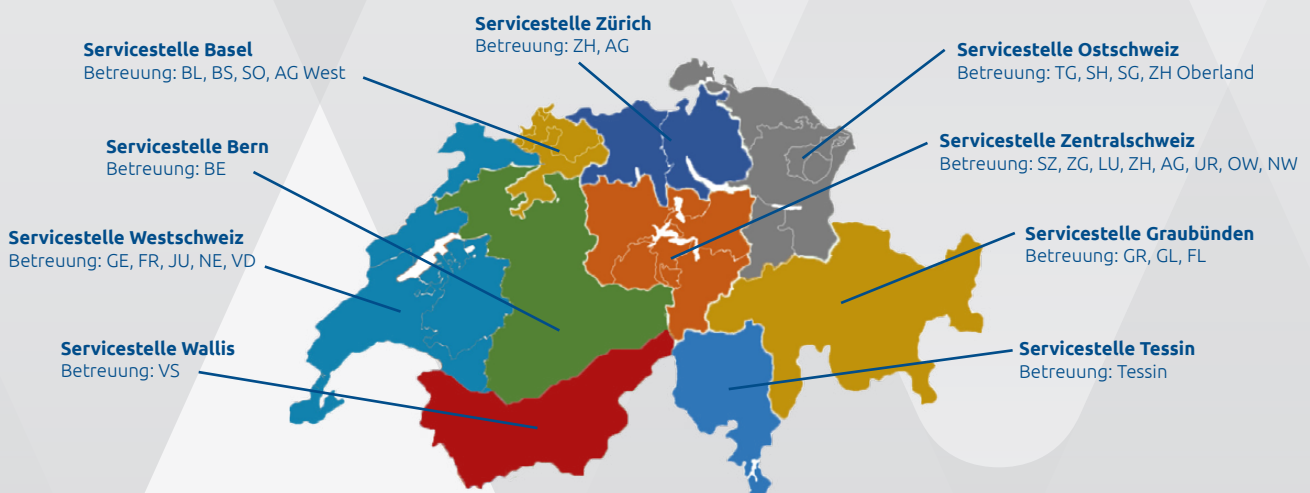 Servicestelle Zürich
Betreuung: ZH, AG
Servicestelle Basel
Betreuung: BL, BS, SO, AG West
Servicestelle Ostschweiz
Betreuung: TG, SH, SG, ZH Oberland
Servicestelle Bern
Betreuung: BE
Servicestelle Zentralschweiz
Betreuung: SZ, ZG, LU, ZH, AG, UR, OW, NW
Servicestelle Westschweiz
Betreuung: GE, FR, JU, NE, VD
Servicestelle Graubünden
Betreuung: GR, GL, FL
Servicestelle Wallis
Betreuung: VS
Servicestelle Tessin
Betreuung: Tessin